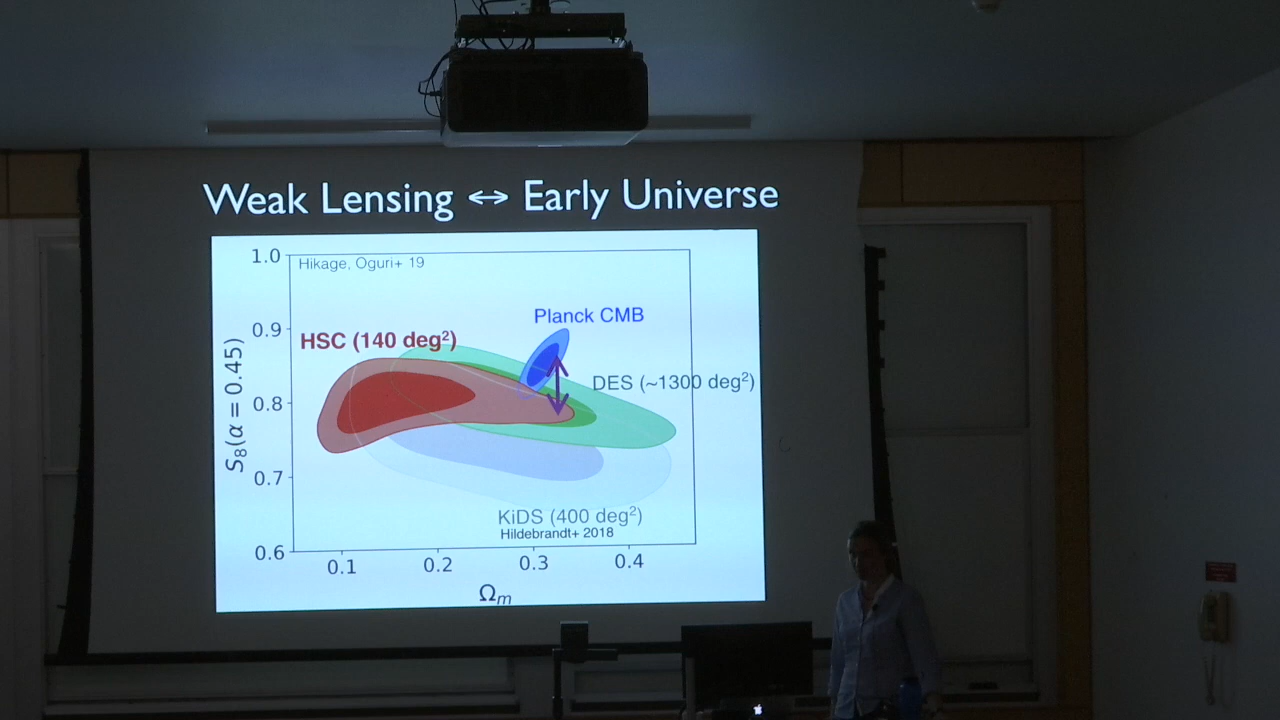 Weak Lensing ↔ Early Universe
1.0
Hikage, Oguri+ 19
Planck CMB
0.9
HSC (140 deg²)
DES (~1300 deg²)
0.8
S₈(α = 0.45)
0.7
KiDS (400 deg²)
Hildebrandt+ 2018
0.6
0.1 0.2 0.3 0.4
Ωₘ